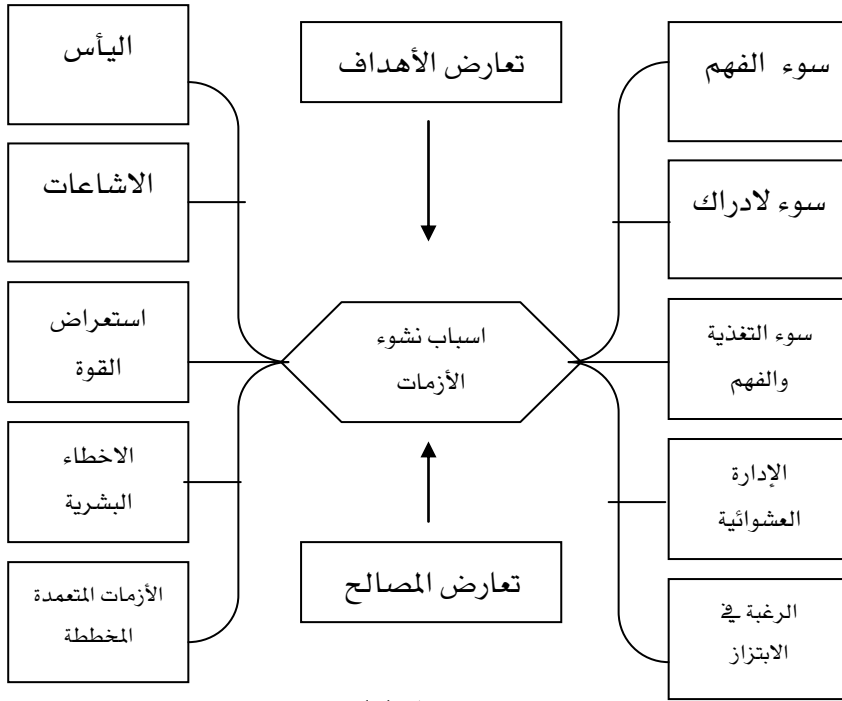 سوء الفهم
سوء لادراك
سوء التغذية
والفهم
الإدارة
العشوائية
الرغبة في
الابتزاز
تعارض الأهداف
اسباب نشوء
الأزمات
تعارض المصالح
اليأس
الاشاعات
استعراض
القوة
الاخطاء
البشرية
الأزمات المتعمدة
المخططة